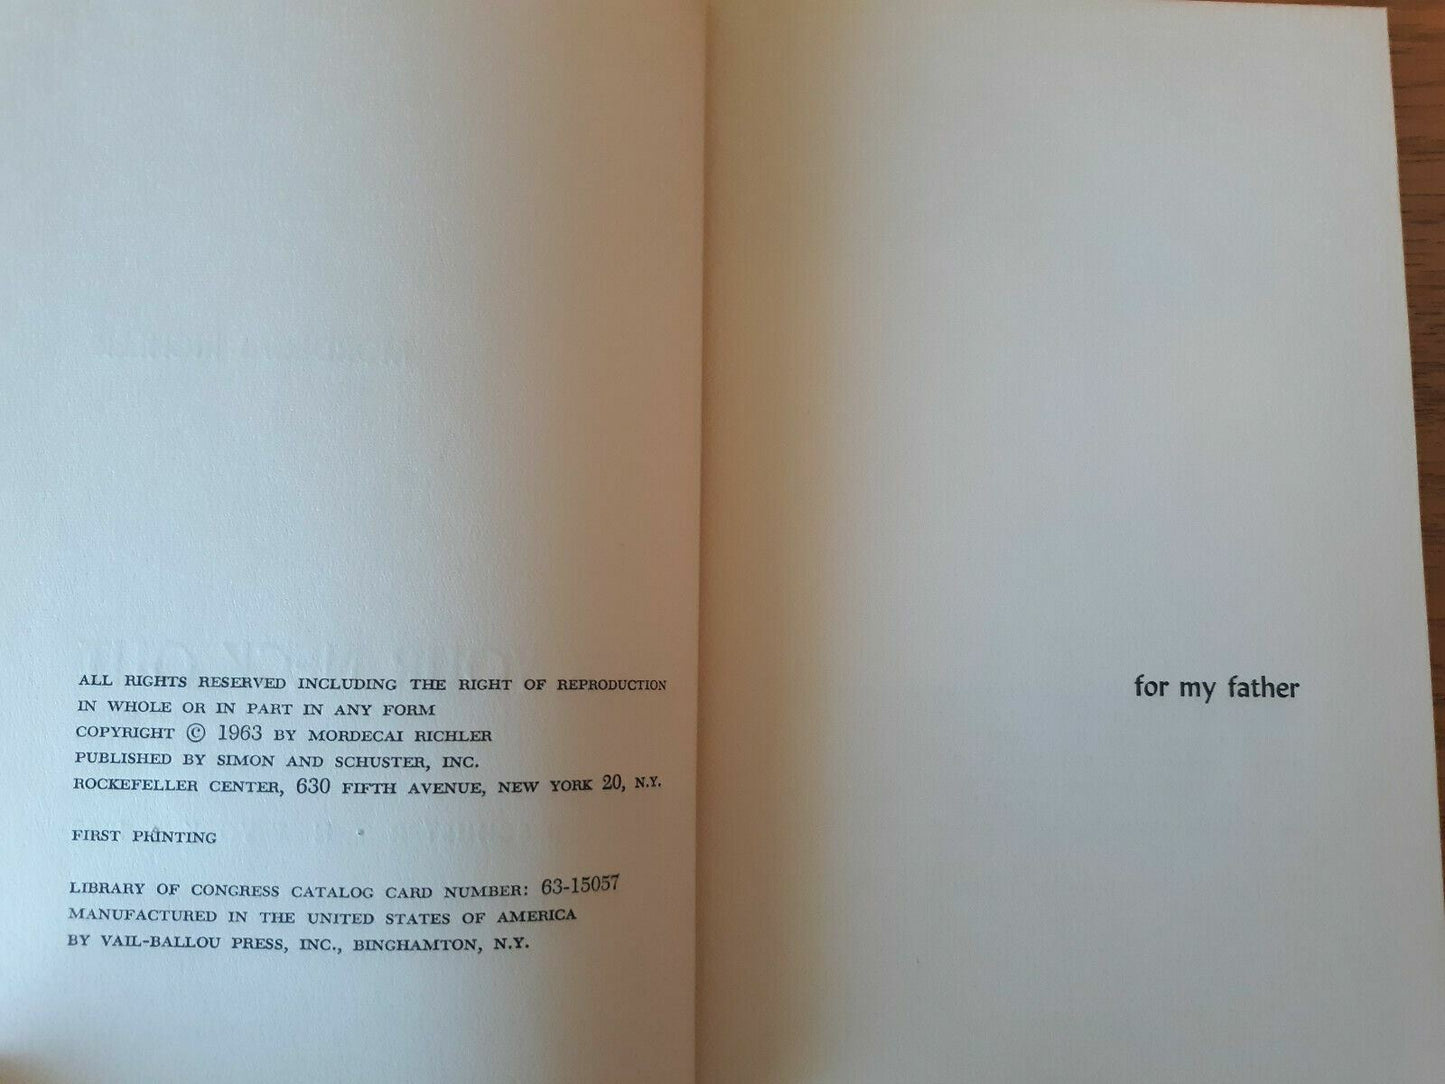 ALL RIGHTS RESERVED INCLUDING THE RIGHT OF REPRODUCTION
IN WHOLE OR IN PART IN ANY FORM
COPYRIGHT © 1963 BY MORDECAI RICHLER
PUBLISHED BY SIMON AND SCHUSTER, INC.
ROCKEFELLER CENTER, 630 FIFTH AVENUE, NEW YORK 20, N.Y.
FIRST PRINTING
LIBRARY OF CONGRESS CATALOG CARD NUMBER: 63-15057
MANUFACTURED IN THE UNITED STATES OF AMERICA
BY VAIL-BALLOU PRESS, INC., BINGHAMTON, N.Y.
for my father